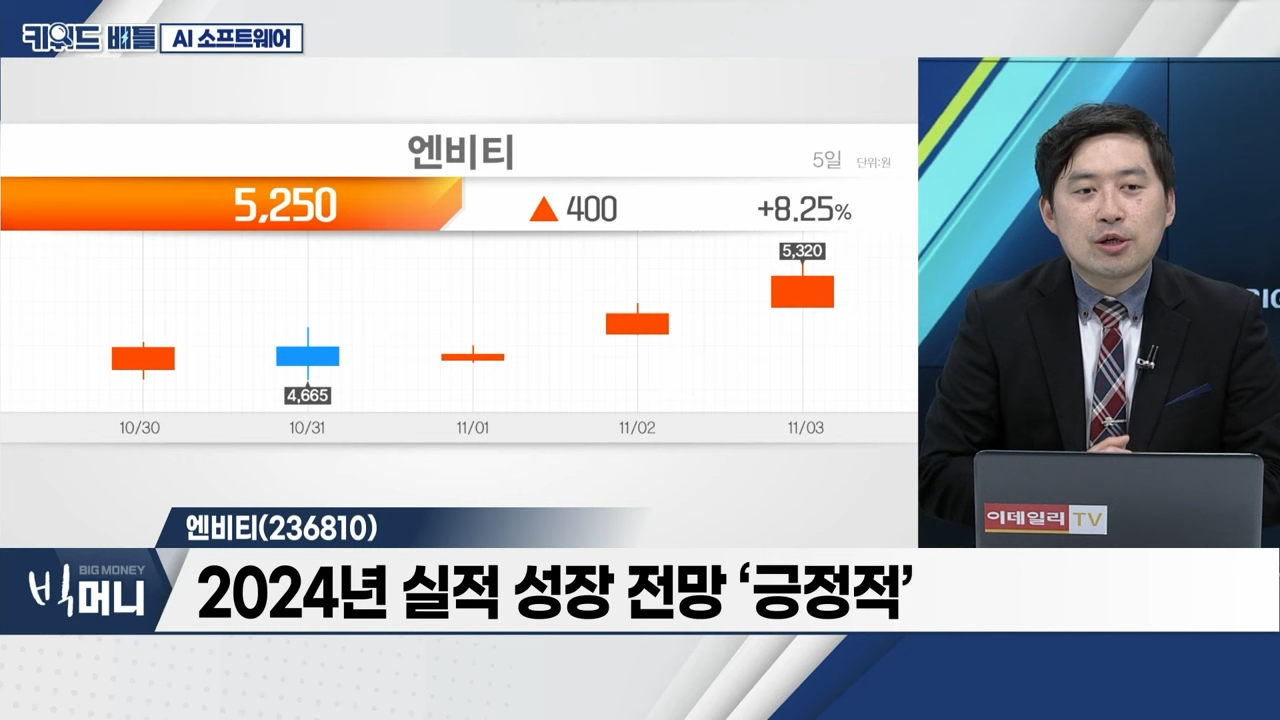 키워드 배틀 AI 소프트웨어
엔비티
5일 단위:원
5,250 ▲ 400 +8.25%
5,320
4,665
10/30 10/31 11/01 11/02 11/03
이데일리 TV
엔비티(236810)
BIG MONEY
빅머니
2024년 실적 성장 전망 ‘긍정적’